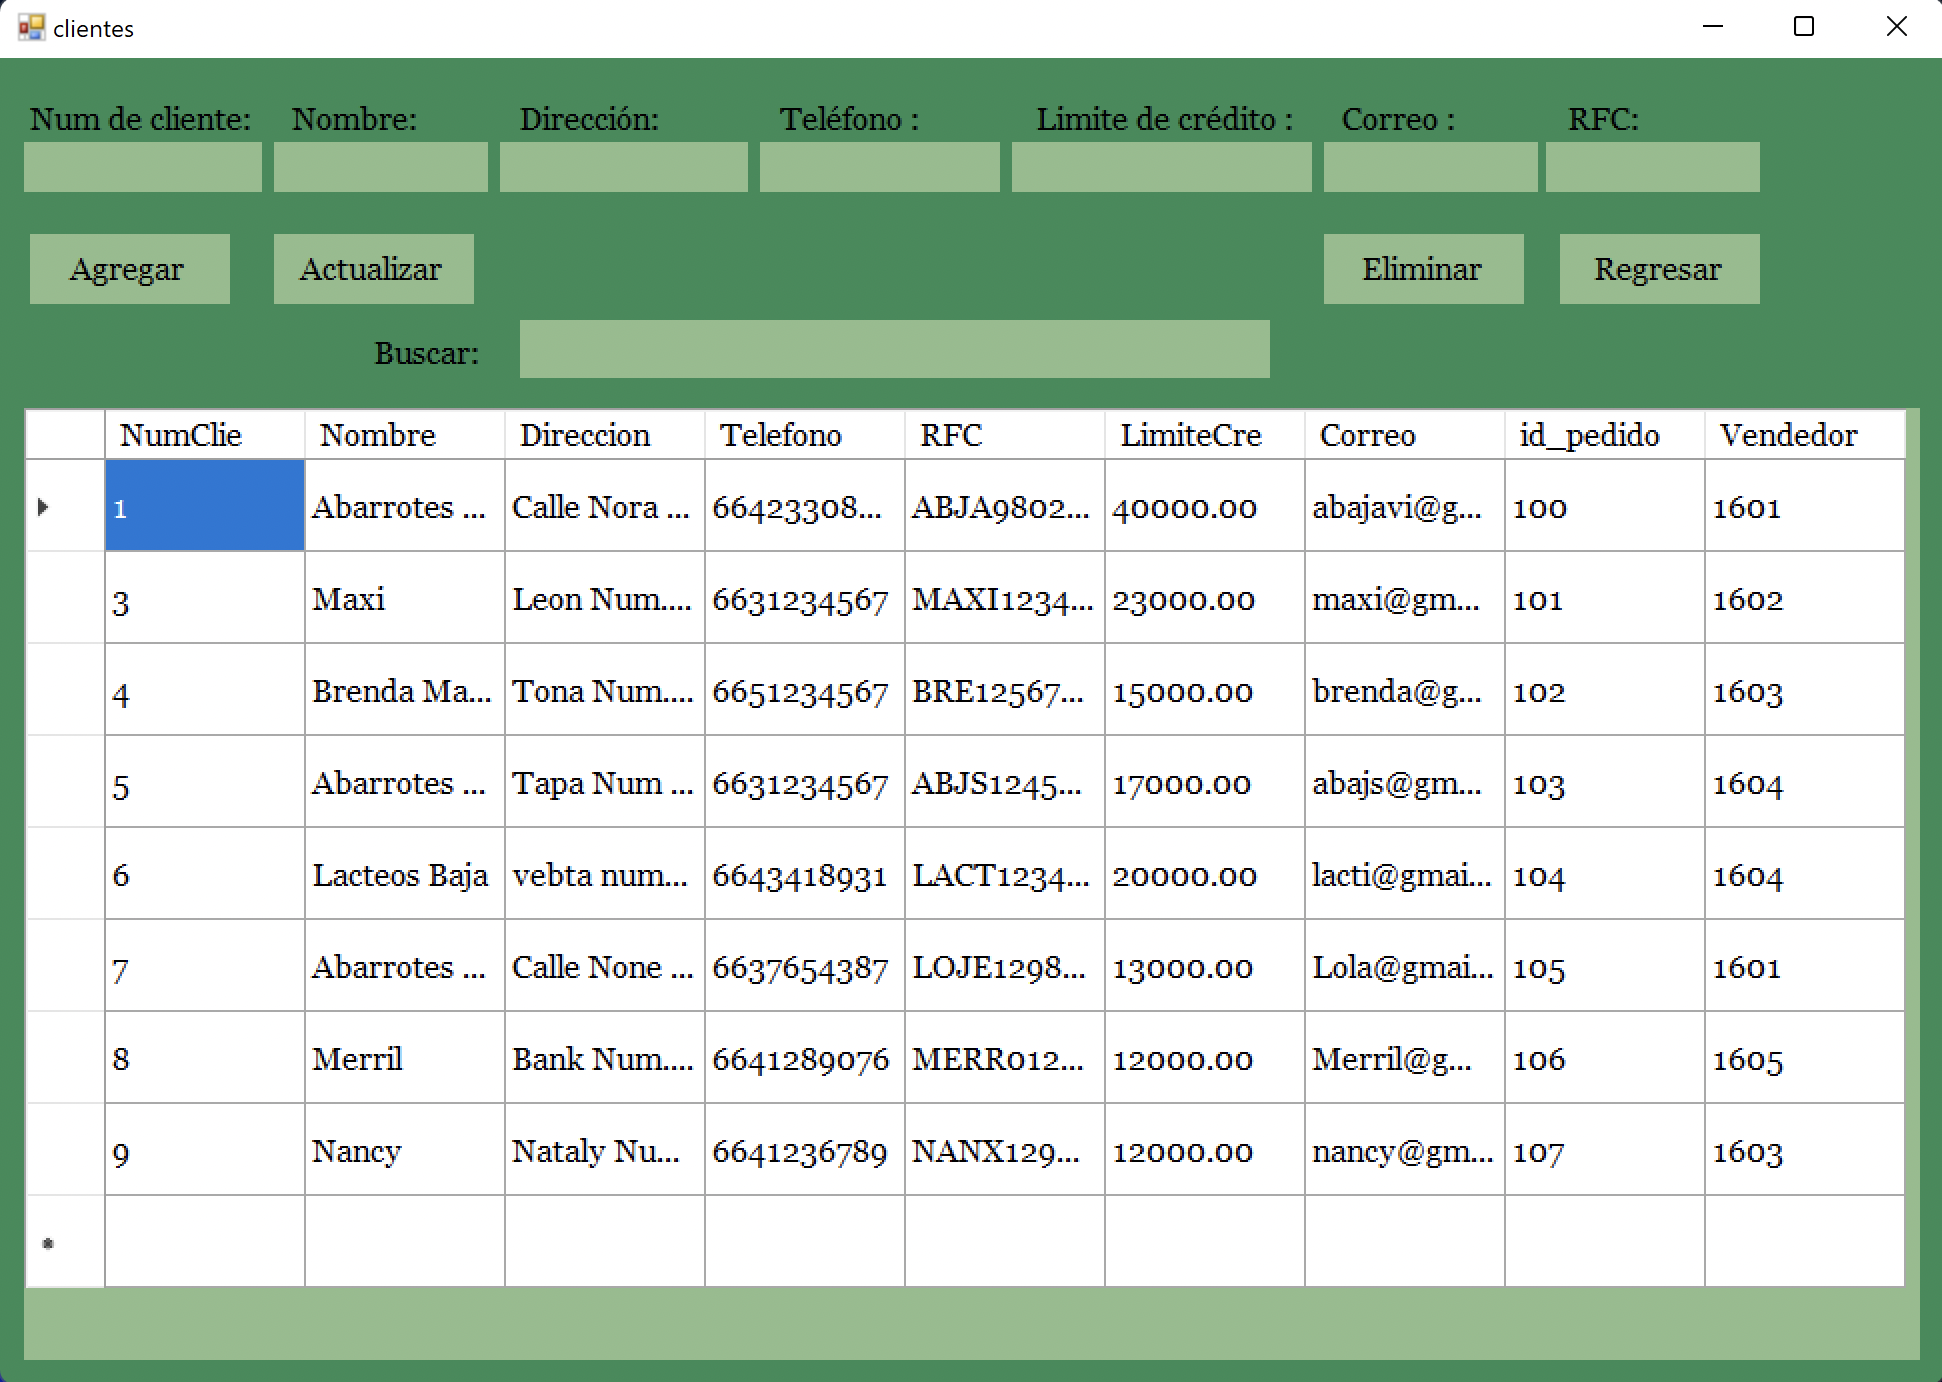 clientes
Num de cliente: Nombre: Dirección: Teléfono : Limite de crédito : Correo : RFC:
Agregar Actualizar Eliminar Regresar
Buscar:
NumClie Nombre Direccion Telefono RFC LimiteCre Correo id_pedido Vendedor
1 Abarrotes ... Calle Nora ... 66423308... ABJA9802... 40000.00 abajavi@g... 100 1601
3 Maxi Leon Num.... 6631234567 MAXI1234... 23000.00 maxi@gm... 101 1602
4 Brenda Ma... Tona Num.... 6651234567 BRE12567... 15000.00 brenda@g... 102 1603
5 Abarrotes ... Tapa Num ... 6631234567 ABJS1245... 17000.00 abajs@gm... 103 1604
6 Lacteos Baja vebta num... 6643418931 LACT1234... 20000.00 lacti@gmai... 104 1604
7 Abarrotes ... Calle None ... 6637654387 LOJE1298... 13000.00 Lola@gmai... 105 1601
8 Merril Bank Num.... 6641289076 MERR012... 12000.00 Merril@g... 106 1605
9 Nancy Nataly Nu... 6641236789 NANX129... 12000.00 nancy@gm... 107 1603